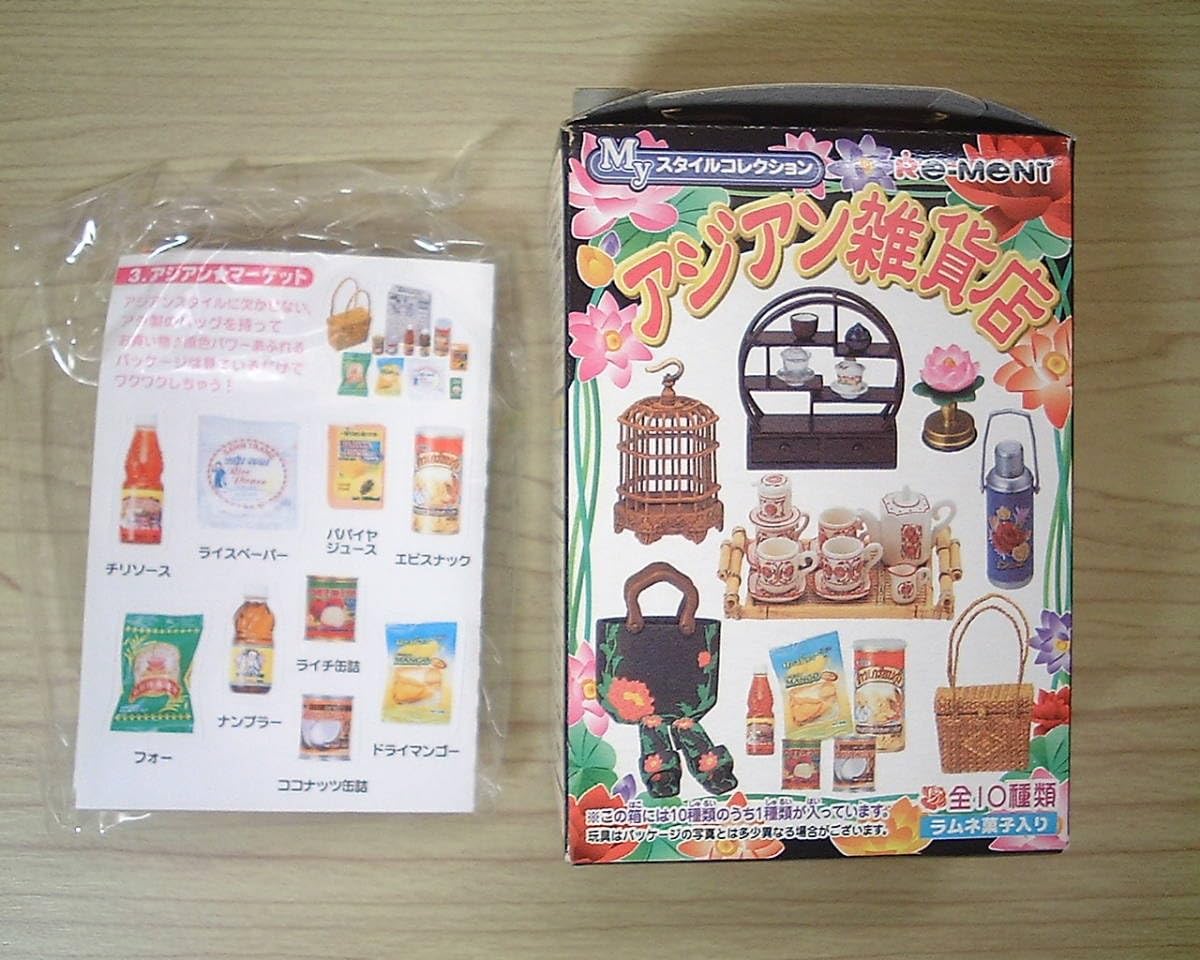 3.アジアン★マーケット
アジアンスタイルに欠かしない、
アタ製のバッグを持って
お買い物♪原色パワーあふれる
パッケージは見ているだけで
ワクワクしちゃう！
チリソース
ライスペーパー
パパイヤ
ジュース
エビスナック
フォー
ナンプラー
ライチ缶詰
ココナッツ缶詰
ドライマンゴー
MANGO
My スタイルコレクション
Re-MeNT
アジアン雑貨店
MANGO
全10種類
ラムネ菓子入り
※この箱には10種類のうち1種類が入っています。
玩具はパッケージの写真とは多少異なる場合がございます。